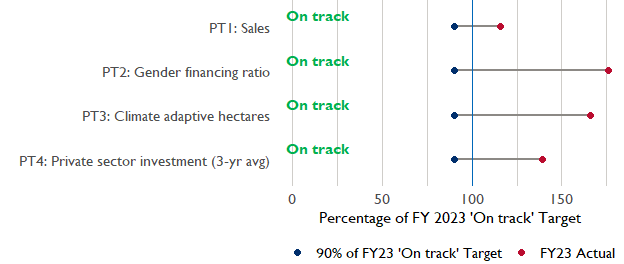 On track
PT1: Sales
On track
PT2: Gender financing ratio
On track
PT3: Climate adaptive hectares
On track
PT4: Private sector investment (3-yr avg)
0 50 100 150
Percentage of FY 2023 'On track' Target
90% of FY23 'On track' Target FY23 Actual